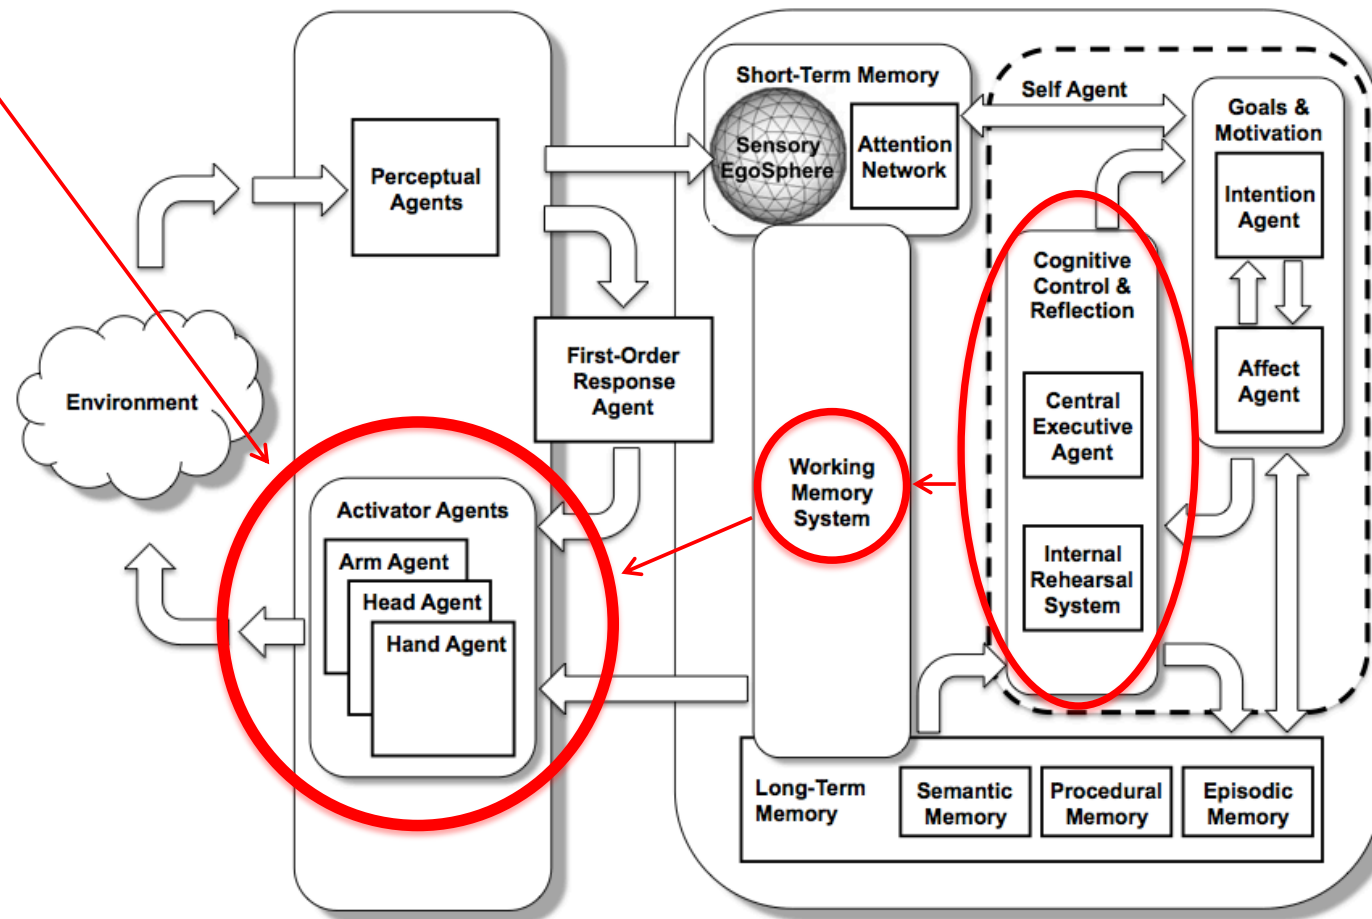 Short-Term Memory
Sensory
EgoSphere
Attention
Network
Self Agent
Goals &
Motivation
Intention
Agent
Affect
Agent
Perceptual
Agents
Cognitive
Control &
Reflection
Central
Executive
Agent
Internal
Rehearsal
System
First-Order
Response
Agent
Environment
Working
Memory
System
Activator Agents
Arm Agent
Head Agent
Hand Agent
Long-Term
Memory
Semantic
Memory
Procedural
Memory
Episodic
Memory